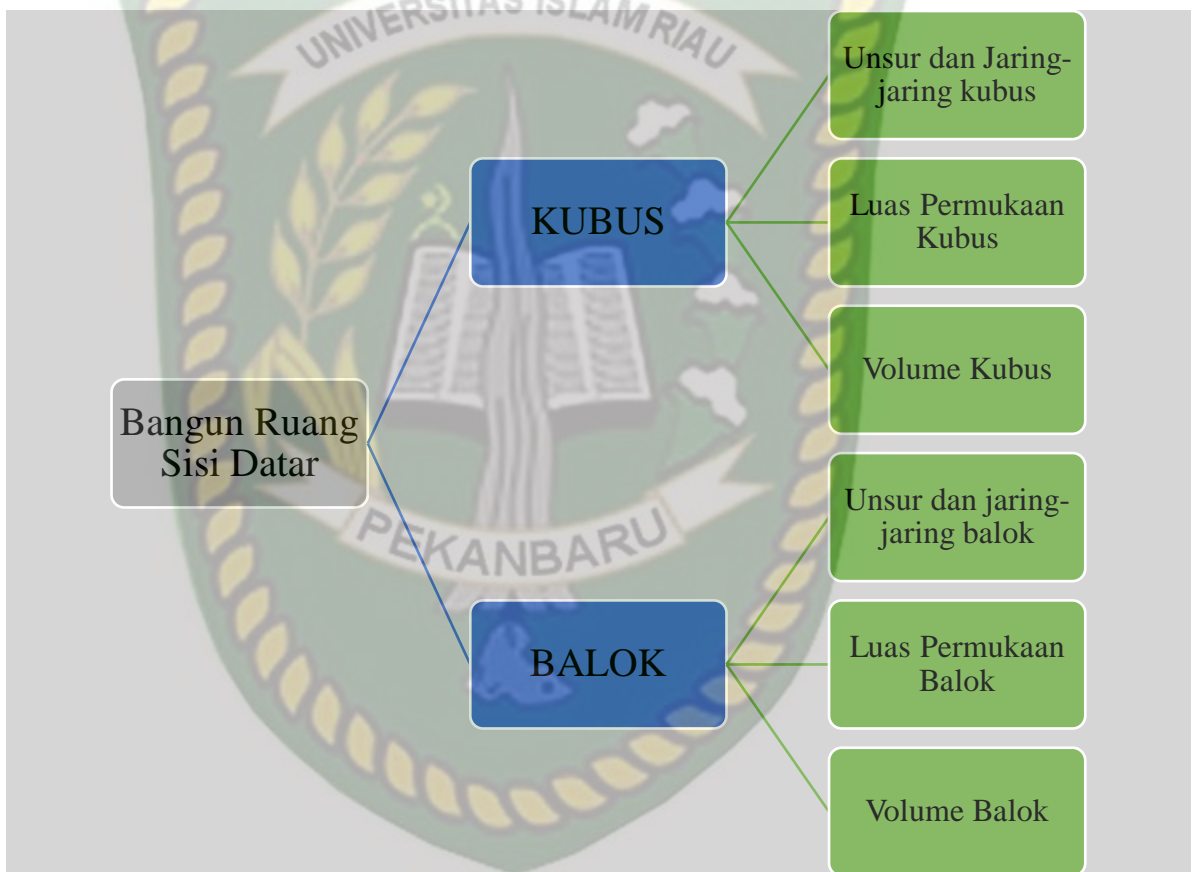 UNIVERSITAS ISLAM RIAU
Bangun Ruang
Sisi Datar
KUBUS
Unsur dan Jaring-
jaring kubus
Luas Permukaan
Kubus
Volume Kubus
BALOK
Unsur dan jaring-
jaring balok
Luas Permukaan
Balok
Volume Balok
PEKANBARU